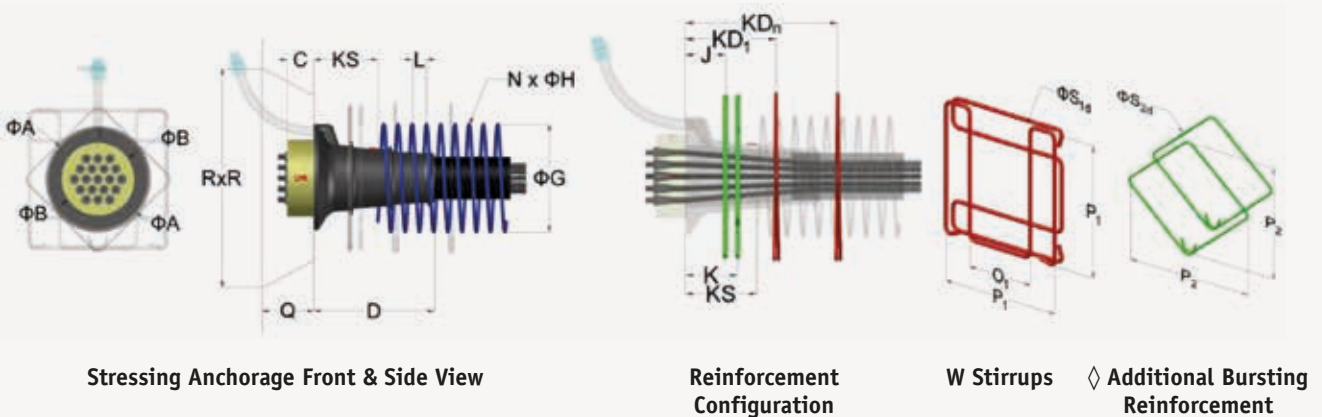 C KS L
N x ΦH
ΦA
ΦB
RxR
ΦG
ΦB
ΦA
Q D
KDn
KD1
J
K
KS
ΦS1d
P1
O1
P1
ΦS2d
P2
P2
Stressing Anchorage Front & Side View
Reinforcement
Configuration
W Stirrups
◊ Additional Bursting
Reinforcement